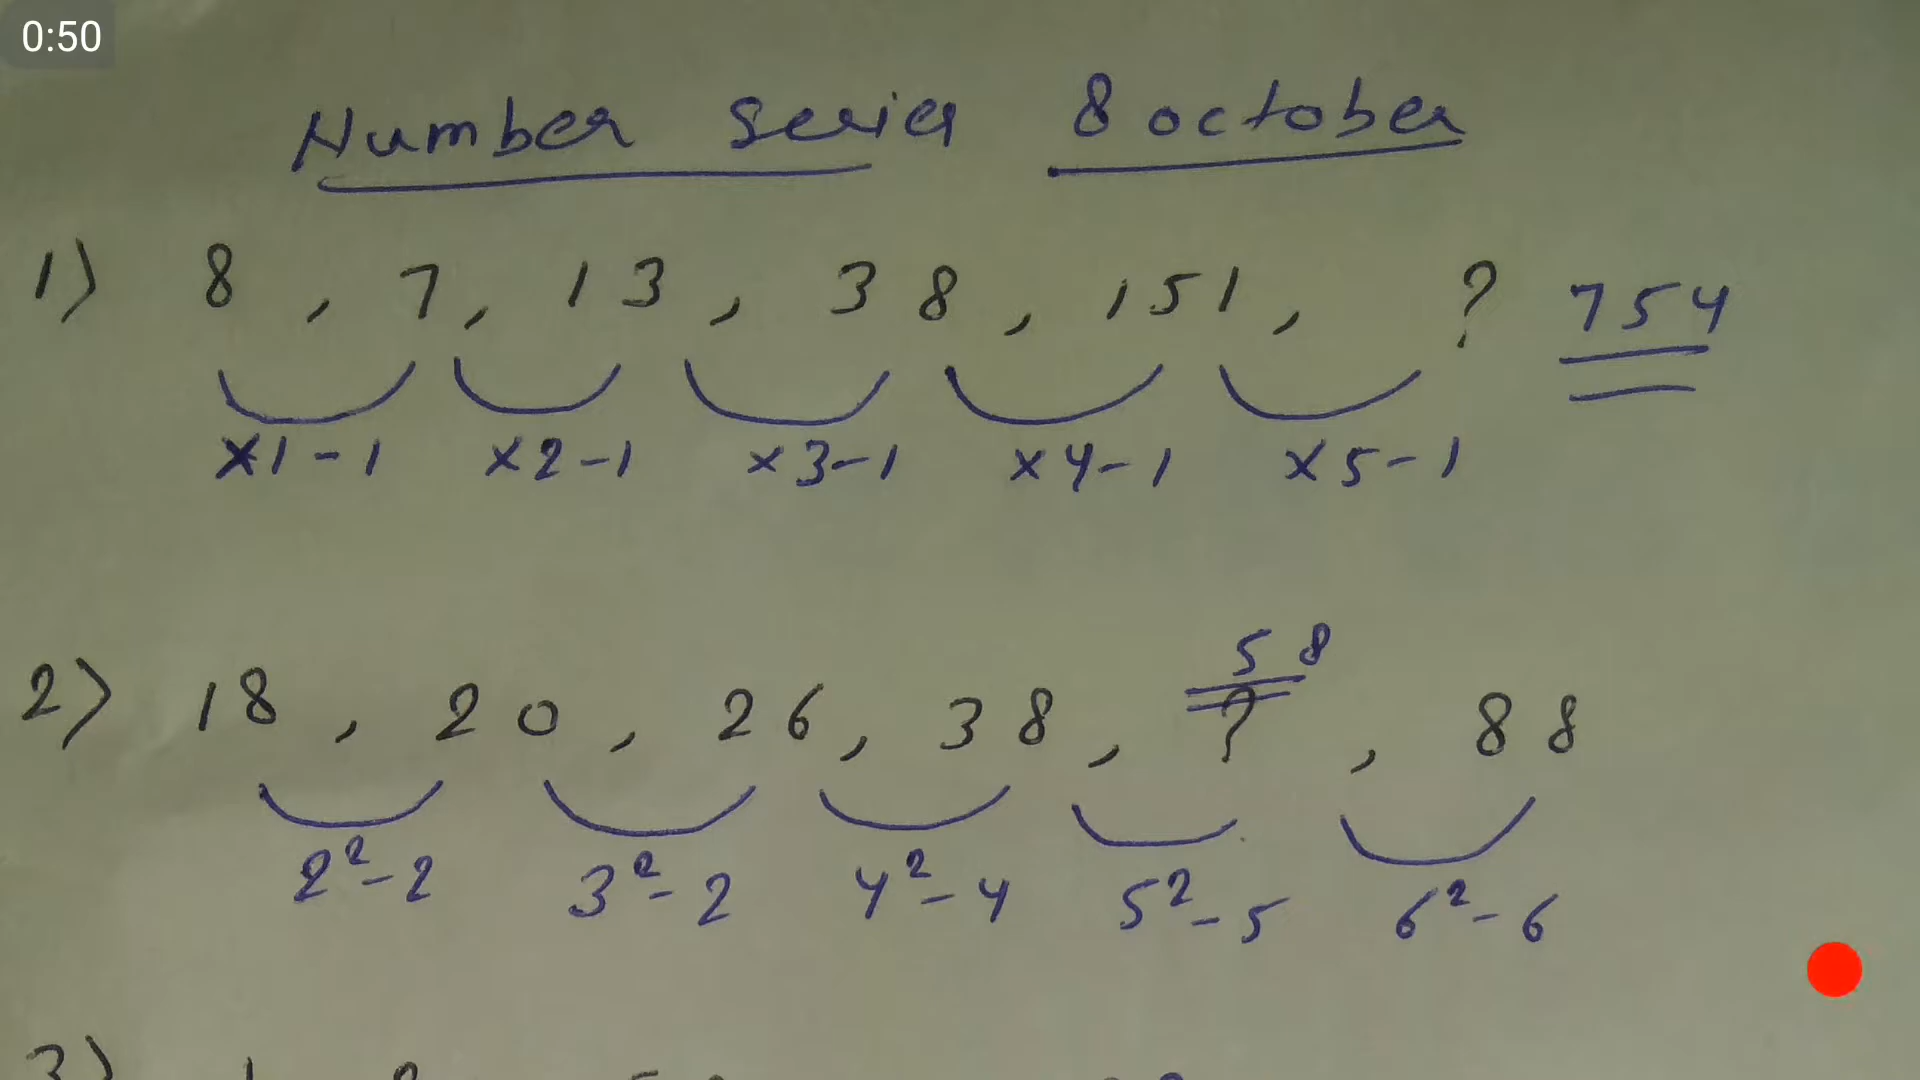 0:50
Number Series 8 october
1) 8 , 7 , 13 , 38 , 151 , ? 754
×1-1 ×2-1 ×3-1 ×4-1 ×5-1
58
2) 18 , 20 , 26 , 38 , ? , 88
2²-2 3²-2 4²-4 5²-5 6²-6
3)